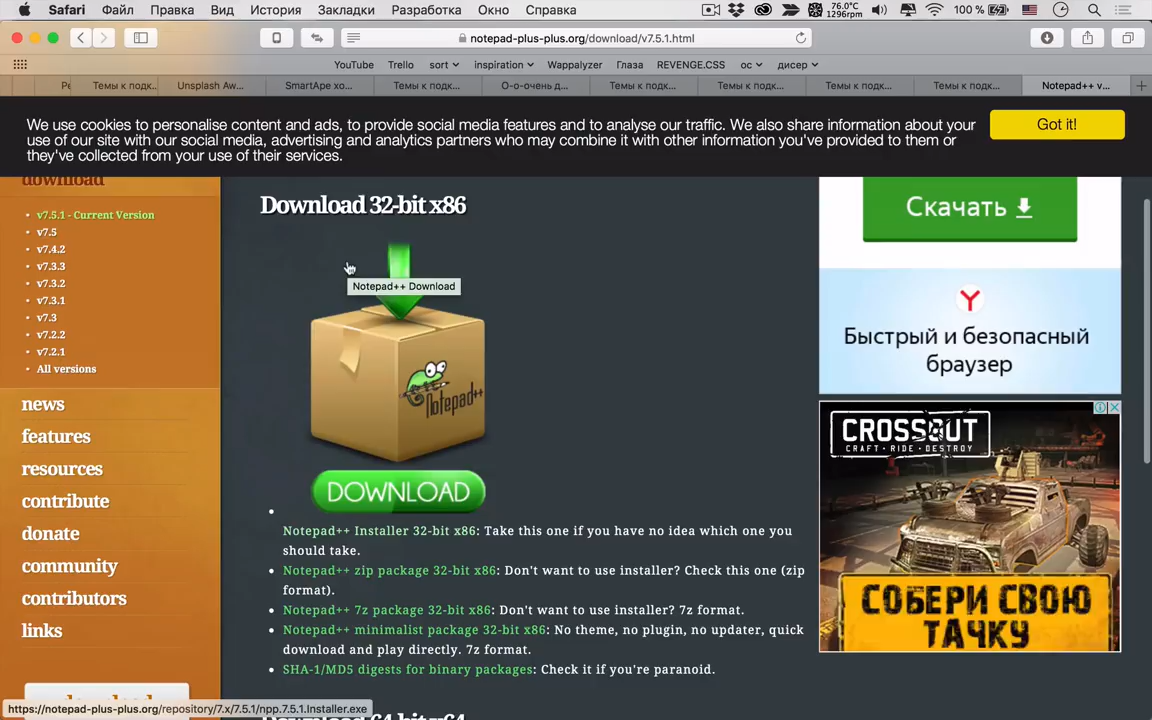 Safari Файл Правка Вид История Закладки Разработка Окно Справка 76.0°C 1296rpm 100 %
notepad-plus-plus.org/download/v7.5.1.html
YouTube Trello sort inspiration Wappalyzer Глаза REVENGE.CSS ос дисер
Темы к подк... Unsplash Aw... SmartApe хо... Темы к подк... О-о-очень д... Темы к подк... Темы к подк... Темы к подк... Темы к подк... Notepad++ v...
We use cookies to personalise content and ads, to provide social media features and to analyse our traffic. We also share information about your
use of our site with our social media, advertising and analytics partners who may combine it with other information you've provided to them or
they've collected from your use of their services.
Got it!
download
v7.5.1 - Current Version
v7.5
v7.4.2
v7.3.3
v7.3.2
v7.3.1
v7.3
v7.2.2
v7.2.1
All versions
news
features
resources
contribute
donate
community
contributors
links
Download 32-bit x86
Notepad++ Download
Notepad++
DOWNLOAD
Notepad++ Installer 32-bit x86: Take this one if you have no idea which one you
should take.
Notepad++ zip package 32-bit x86: Don't want to use installer? Check this one (zip
format).
Notepad++ 7z package 32-bit x86: Don't want to use installer? 7z format.
Notepad++ minimalist package 32-bit x86: No theme, no plugin, no updater, quick
download and play directly. 7z format.
SHA-1/MD5 digests for binary packages: Check it if you're paranoid.
Download 64-bit x64
Скачать
Быстрый и безопасный
браузер
CROSSOUT
CRAFT · RIDE · DESTROY
СОБЕРИ СВОЮ
ТАЧКУ
https://notepad-plus-plus.org/repository/7.x/7.5.1/npp.7.5.1.Installer.exe